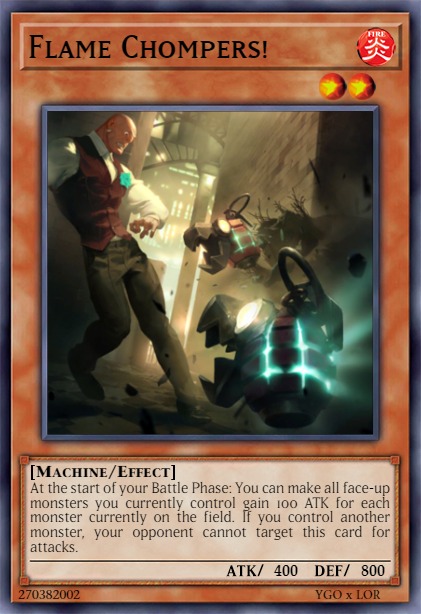 FLAME CHOMPERS!
FIRE
炎
[MACHINE/EFFECT]
At the start of your Battle Phase: You can make all face-up
monsters you currently control gain 100 ATK for each
monster currently on the field. If you control another
monster, your opponent cannot target this card for
attacks.
ATK/ 400 DEF/ 800
270382002 YGO x LOR